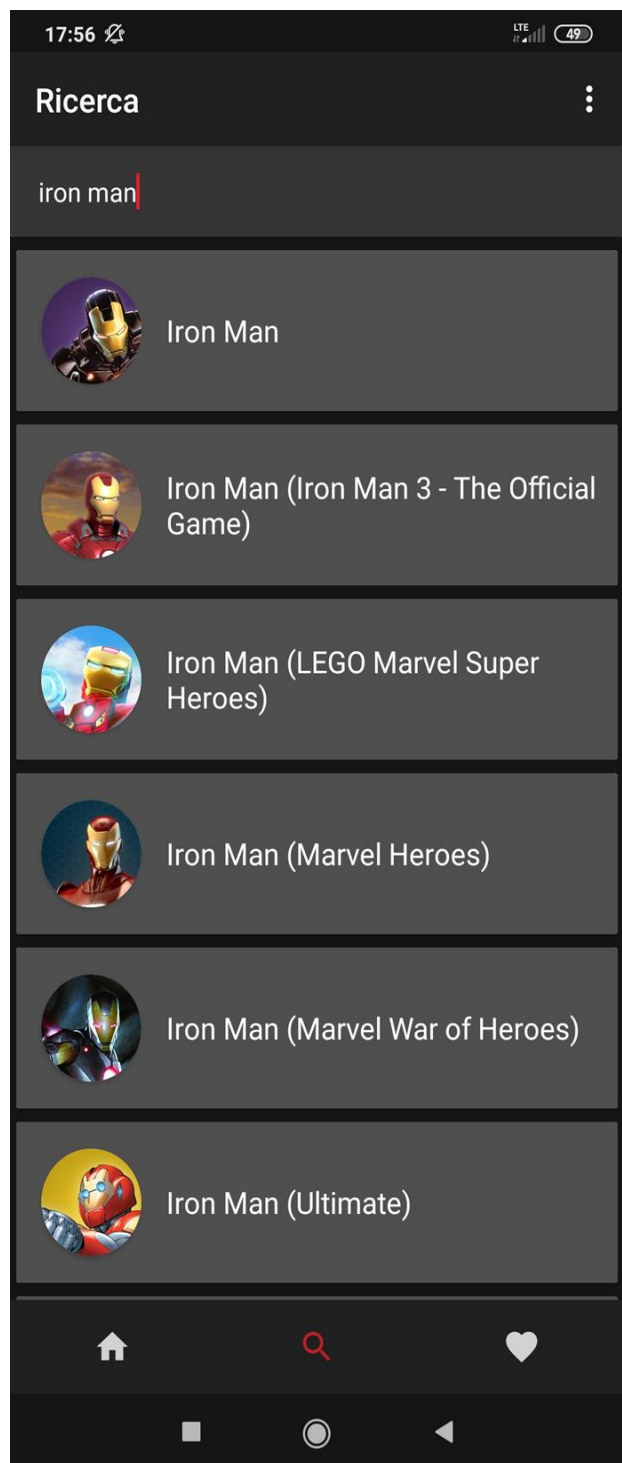 17:56
LTE
49
Ricerca
iron man
Iron Man
Iron Man (Iron Man 3 - The Official
Game)
Iron Man (LEGO Marvel Super
Heroes)
Iron Man (Marvel Heroes)
Iron Man (Marvel War of Heroes)
Iron Man (Ultimate)